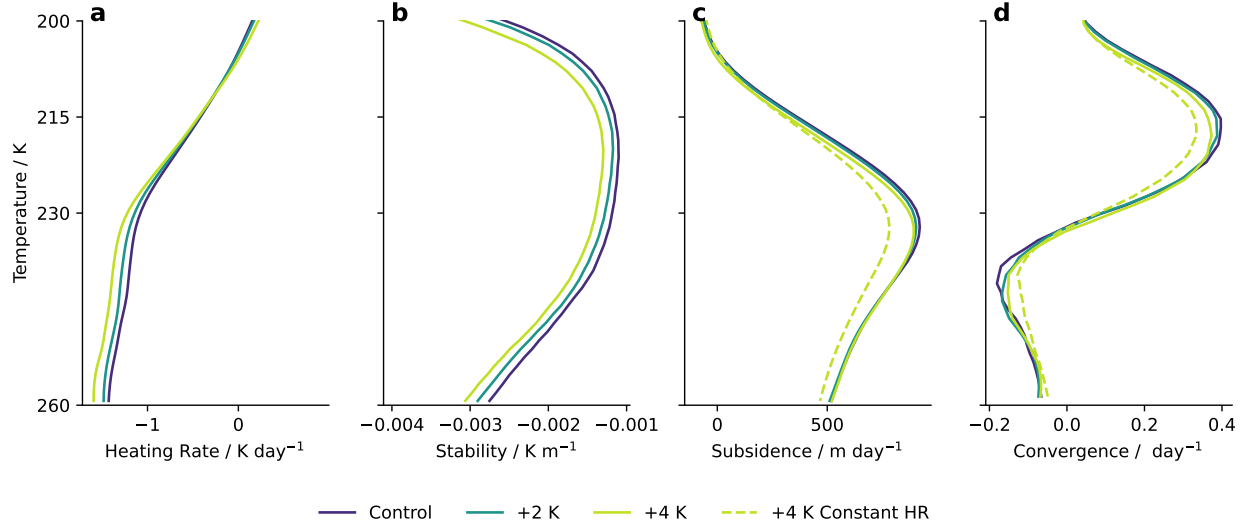 a b c d
Temperature / K
200
215
230
260
−1 0
Heating Rate / K day⁻¹
−0.004 −0.003 −0.002 −0.001
Stability / K m⁻¹
0 500
Subsidence / m day⁻¹
−0.2 0.0 0.2 0.4
Convergence / day⁻¹
Control +2 K +4 K +4 K Constant HR